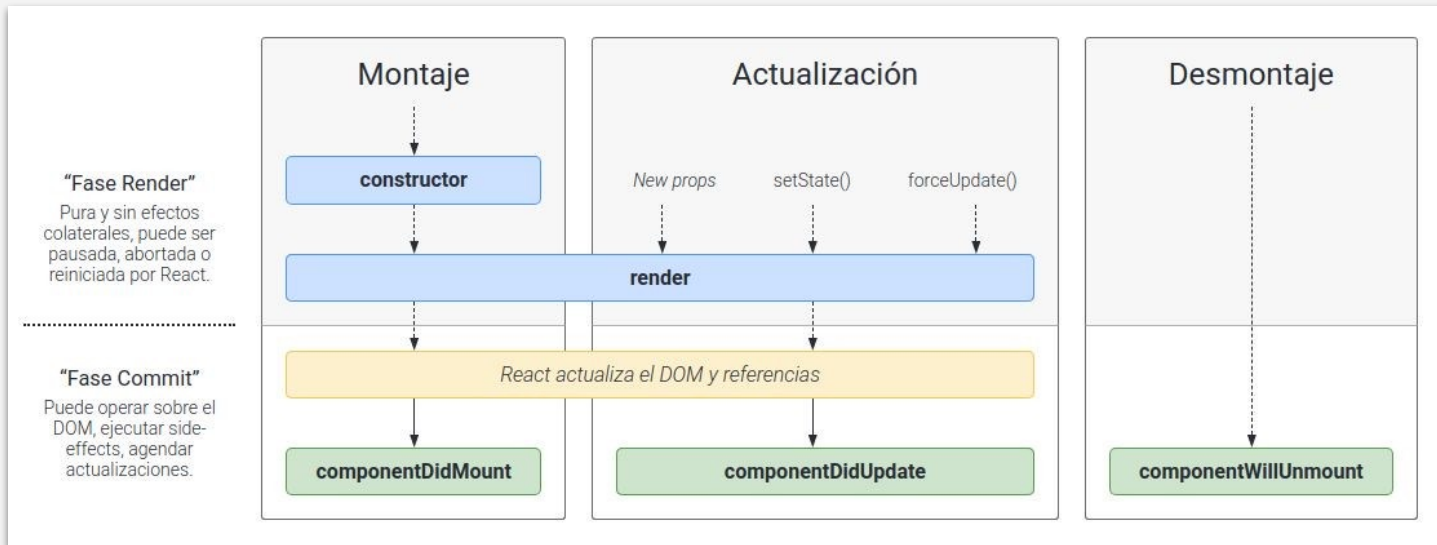 Montaje
Actualización
Desmontaje
“Fase Render”
Pura y sin efectos
colaterales, puede ser
pausada, abortada o
reiniciada por React.
constructor
New props
setState()
forceUpdate()
render
“Fase Commit”
Puede operar sobre el
DOM, ejecutar side-
effects, agendar
actualizaciones.
React actualiza el DOM y referencias
componentDidMount
componentDidUpdate
componentWillUnmount